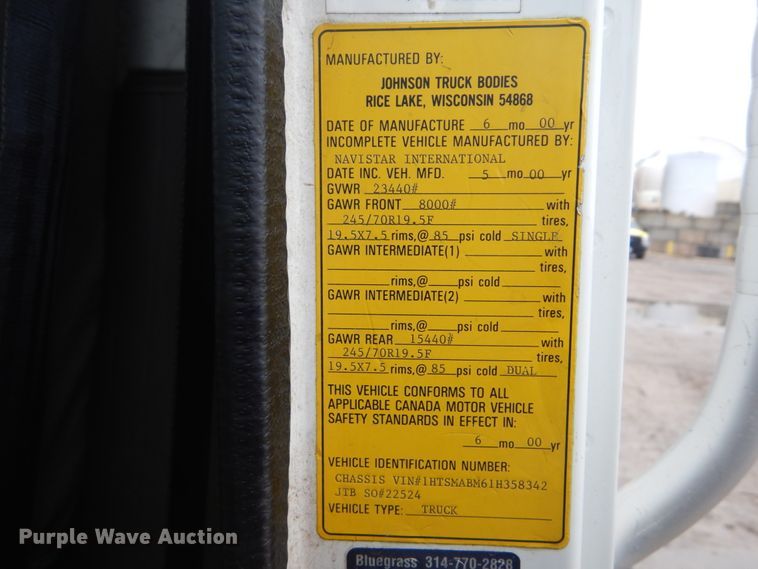 MANUFACTURED BY:
JOHNSON TRUCK BODIES
RICE LAKE, WISCONSIN 54868
DATE OF MANUFACTURE 6 mo 00 yr
INCOMPLETE VEHICLE MANUFACTURED BY:
NAVISTAR INTERNATIONAL
DATE INC. VEH. MFD. 5 mo 00 yr
GVWR 23440#
GAWR FRONT 8000# with
245/70R19.5F tires,
19.5X7.5 rims,@ 85 psi cold SINGLE
GAWR INTERMEDIATE(1) with
tires,
rims,@ psi cold
GAWR INTERMEDIATE(2) with
tires,
rims,@ psi cold
GAWR REAR 15440# with
245/70R19.5F tires,
19.5X7.5 rims,@ 85 psi cold DUAL
THIS VEHICLE CONFORMS TO ALL
APPLICABLE CANADA MOTOR VEHICLE
SAFETY STANDARDS IN EFFECT IN:
6 mo 00 yr
VEHICLE IDENTIFICATION NUMBER:
CHASSIS VIN#1HTSMABM61H358342
JTB SO#22524
VEHICLE TYPE: TRUCK
Purple Wave Auction
Bluegrass 314-770-2828